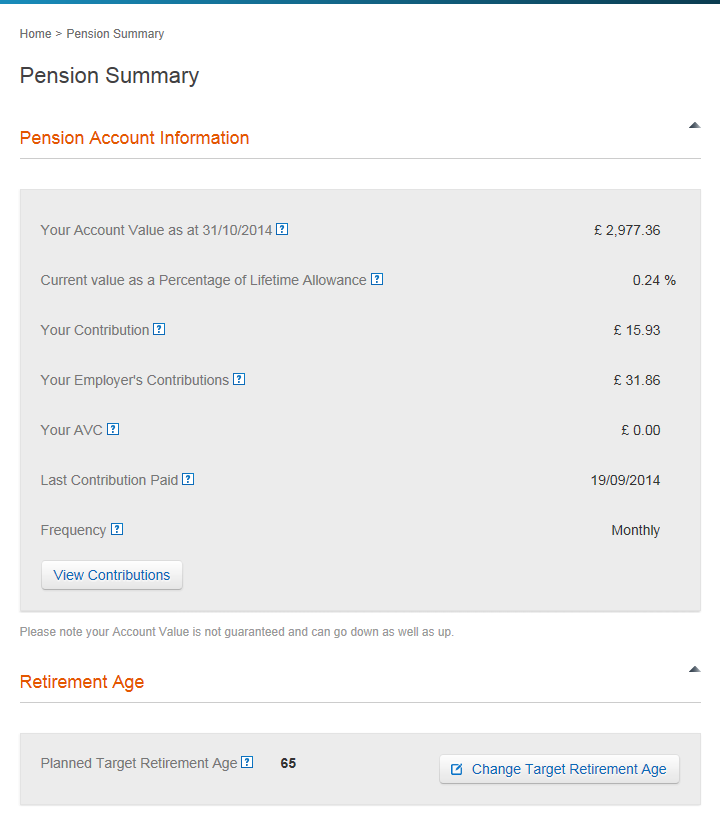 Home > Pension Summary
Pension Summary
Pension Account Information
Your Account Value as at 31/10/2014 ? £ 2,977.36
Current value as a Percentage of Lifetime Allowance ? 0.24 %
Your Contribution ? £ 15.93
Your Employer's Contributions ? £ 31.86
Your AVC ? £ 0.00
Last Contribution Paid ? 19/09/2014
Frequency ? Monthly
View Contributions
Please note your Account Value is not guaranteed and can go down as well as up.
Retirement Age
Planned Target Retirement Age ? 65 Change Target Retirement Age